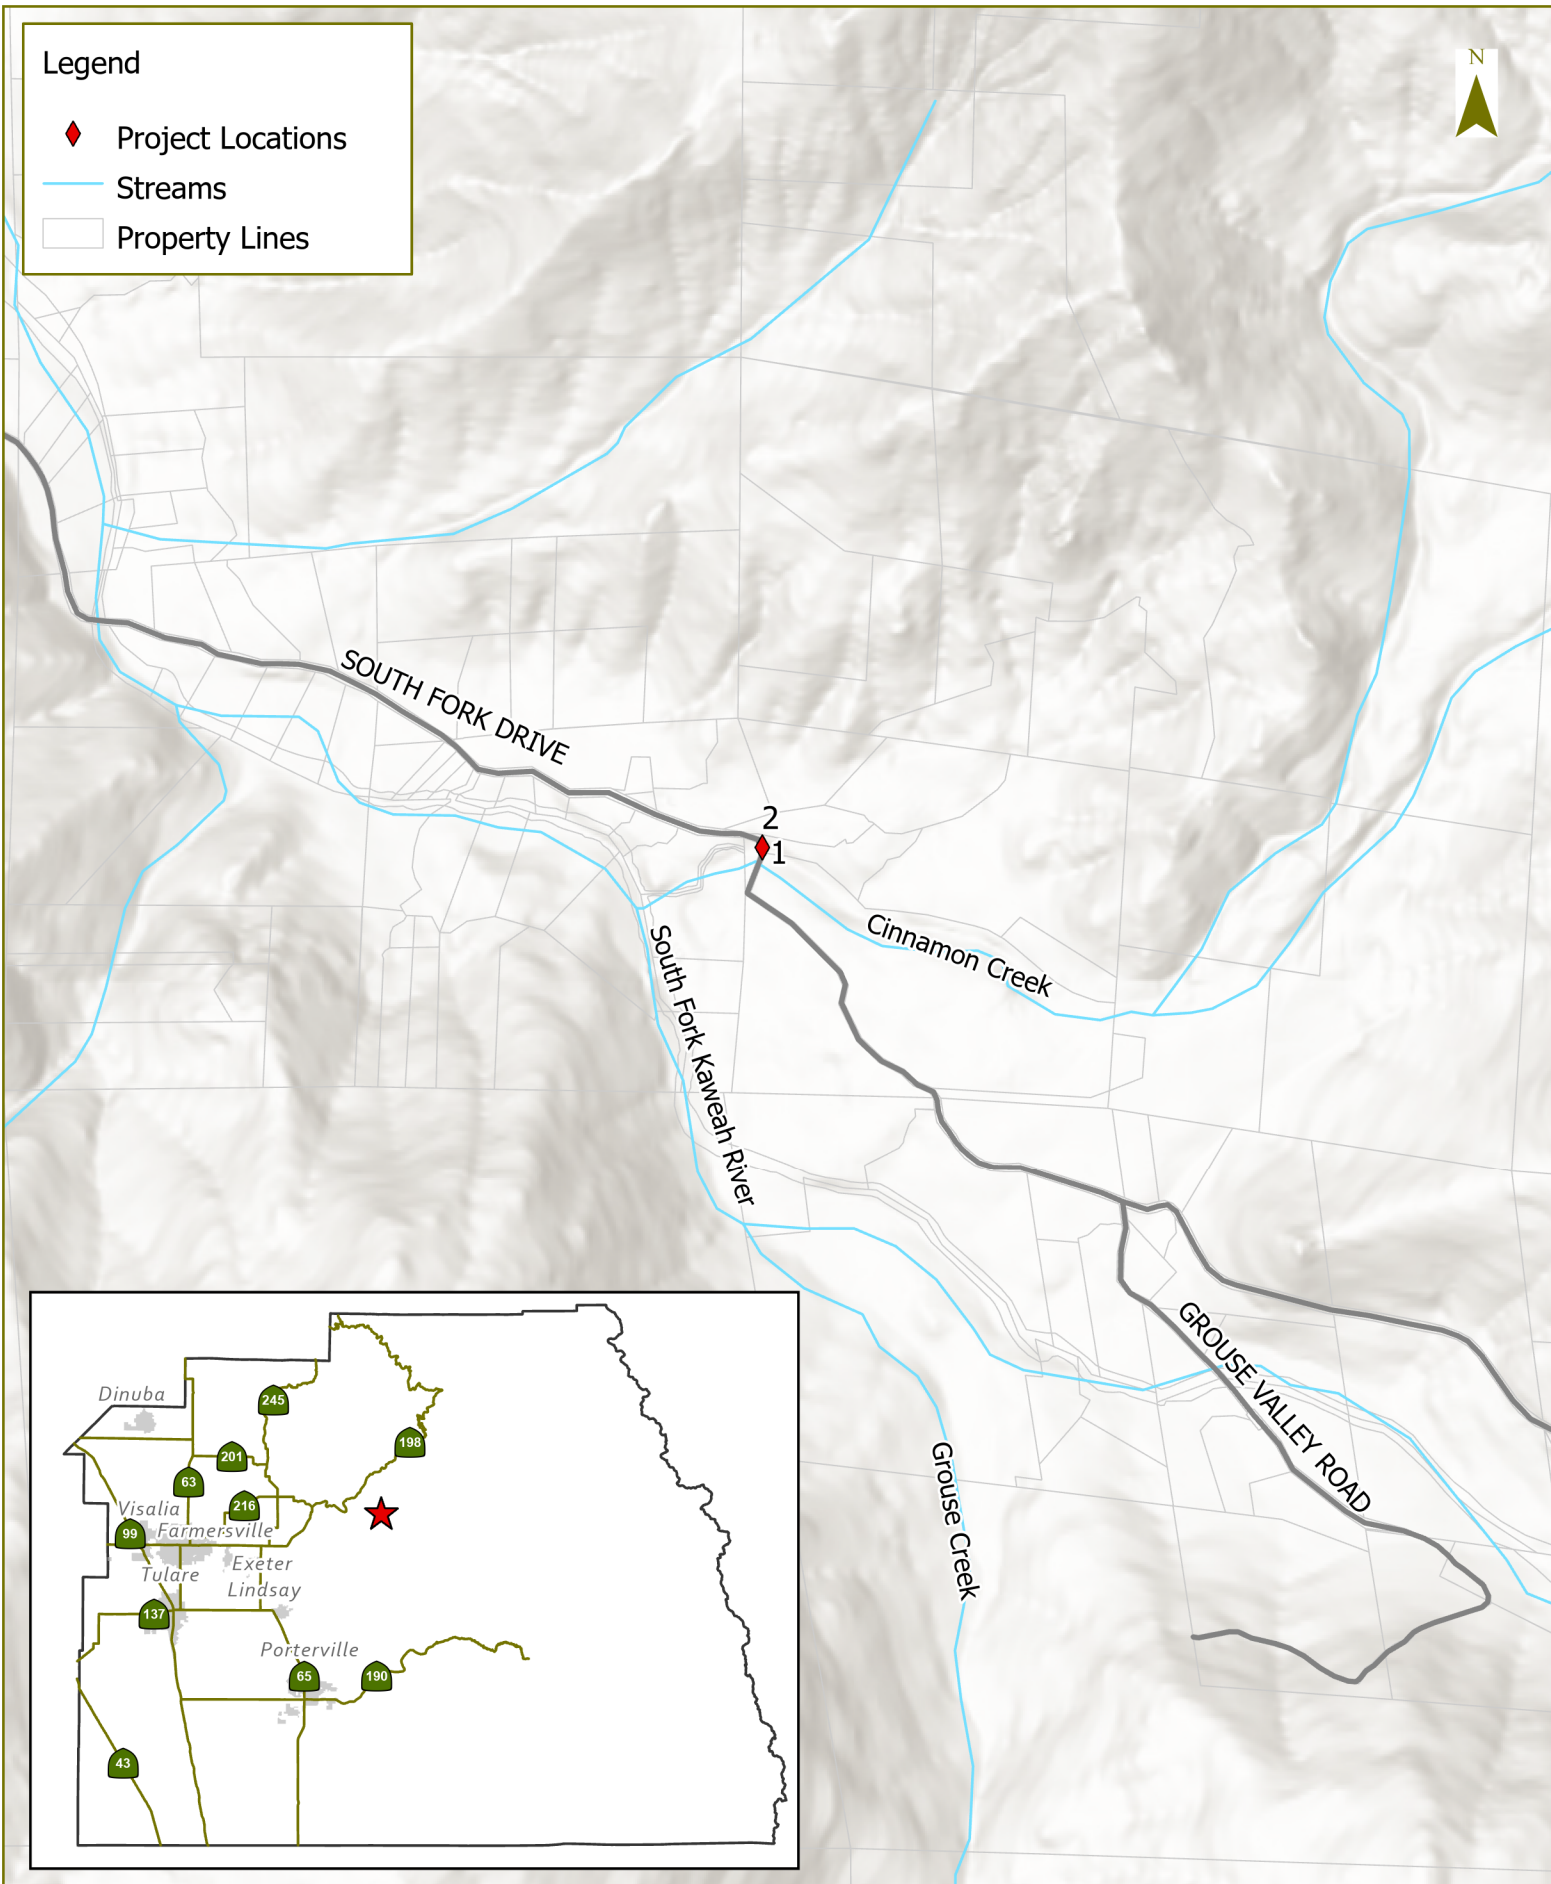 Legend
Project Locations
Streams
Property Lines
N
SOUTH FORK DRIVE
2
1
Cinnamon Creek
South Fork Kaweah River
GROUSE VALLEY ROAD
Grouse Creek
Dinuba
245
198
201
63
216
Visalia
99
Farmersville
Exeter
Tulare
Lindsay
137
Porterville
65
190
43